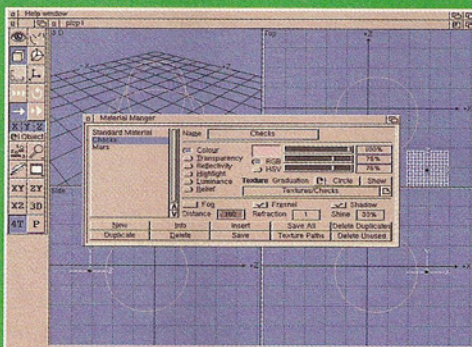 Help window
3D
Top
Material Manger
Standard Material
Checks
Mars
Name Checks
Colour
Transparency
Reflectivity
Highlight
Luminance
Relief
RGB
HSV
100%
75%
75%
Texture Graduation Circle Show
Textures/Checks
Fog Fresnel Shadow
Distance Refraction 1 Shine 33%
New Info Insert Save All Delete Duplicates
Duplicate Delete Save Texture Paths Delete Unused
X Y Z
Object
Side
XY ZY
XZ 3D
4T P